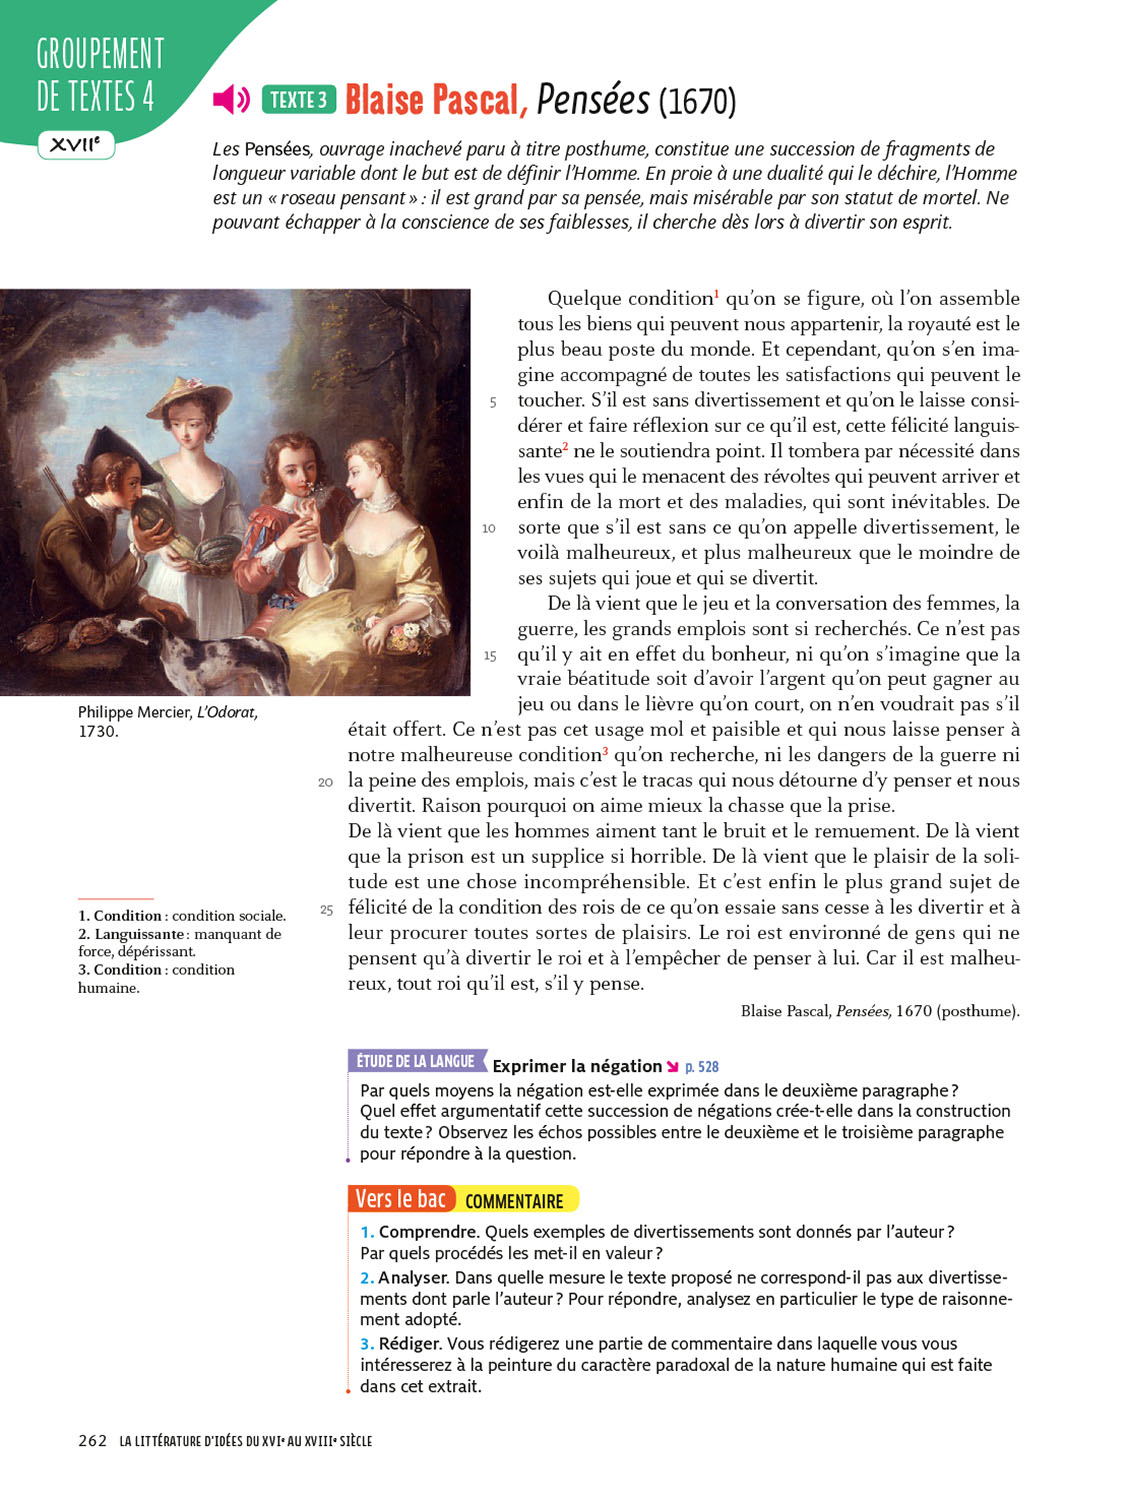 GROUPEMENT
DE TEXTES 4
XVIIe
TEXTE 3 Blaise Pascal, Pensées (1670)
Les Pensées, ouvrage inachevé paru à titre posthume, constitue une succession de fragments de
longueur variable dont le but est de définir l'Homme. En proie à une dualité qui le déchire, l'Homme
est un « roseau pensant » : il est grand par sa pensée, mais misérable par son statut de mortel. Ne
pouvant échapper à la conscience de ses faiblesses, il cherche dès lors à divertir son esprit.
Quelque condition1 qu'on se figure, où l'on assemble
tous les biens qui peuvent nous appartenir, la royauté est le
plus beau poste du monde. Et cependant, qu'on s'en ima-
gine accompagné de toutes les satisfactions qui peuvent le
5 toucher. S'il est sans divertissement et qu'on le laisse consi-
dérer et faire réflexion sur ce qu'il est, cette félicité languis-
sante2 ne le soutiendra point. Il tombera par nécessité dans
les vues qui le menacent des révoltes qui peuvent arriver et
enfin de la mort et des maladies, qui sont inévitables. De
10 sorte que s'il est sans ce qu'on appelle divertissement, le
voilà malheureux, et plus malheureux que le moindre de
ses sujets qui joue et qui se divertit.
De là vient que le jeu et la conversation des femmes, la
guerre, les grands emplois sont si recherchés. Ce n'est pas
15 qu'il y ait en effet du bonheur, ni qu'on s'imagine que la
vraie béatitude soit d'avoir l'argent qu'on peut gagner au
jeu ou dans le lièvre qu'on court, on n'en voudrait pas s'il
était offert. Ce n'est pas cet usage mol et paisible et qui nous laisse penser à
notre malheureuse condition3 qu'on recherche, ni les dangers de la guerre ni
20 la peine des emplois, mais c'est le tracas qui nous détourne d'y penser et nous
divertit. Raison pourquoi on aime mieux la chasse que la prise.
De là vient que les hommes aiment tant le bruit et le remuement. De là vient
que la prison est un supplice si horrible. De là vient que le plaisir de la soli-
tude est une chose incompréhensible. Et c'est enfin le plus grand sujet de
25 félicité de la condition des rois de ce qu'on essaie sans cesse à les divertir et à
leur procurer toutes sortes de plaisirs. Le roi est environné de gens qui ne
pensent qu'à divertir le roi et à l'empêcher de penser à lui. Car il est malheu-
reux, tout roi qu'il est, s'il y pense.
Blaise Pascal, Pensées, 1670 (posthume).
Philippe Mercier, L'Odorat,
1730.
1. Condition : condition sociale.
2. Languissante : manquant de
force, dépérissant.
3. Condition : condition
humaine.
ÉTUDE DE LA LANGUE Exprimer la négation p. 528
Par quels moyens la négation est-elle exprimée dans le deuxième paragraphe ?
Quel effet argumentatif cette succession de négations crée-t-elle dans la construction
du texte ? Observez les échos possibles entre le deuxième et le troisième paragraphe
pour répondre à la question.
Vers le bac COMMENTAIRE
1. Comprendre. Quels exemples de divertissements sont donnés par l'auteur ?
Par quels procédés les met-il en valeur ?
2. Analyser. Dans quelle mesure le texte proposé ne correspond-il pas aux divertisse-
ments dont parle l'auteur ? Pour répondre, analysez en particulier le type de raisonne-
ment adopté.
3. Rédiger. Vous rédigerez une partie de commentaire dans laquelle vous vous
intéresserez à la peinture du caractère paradoxal de la nature humaine qui est faite
dans cet extrait.
262 LA LITTÉRATURE D'IDÉES DU XVIe AU XVIIIe SIÈCLE